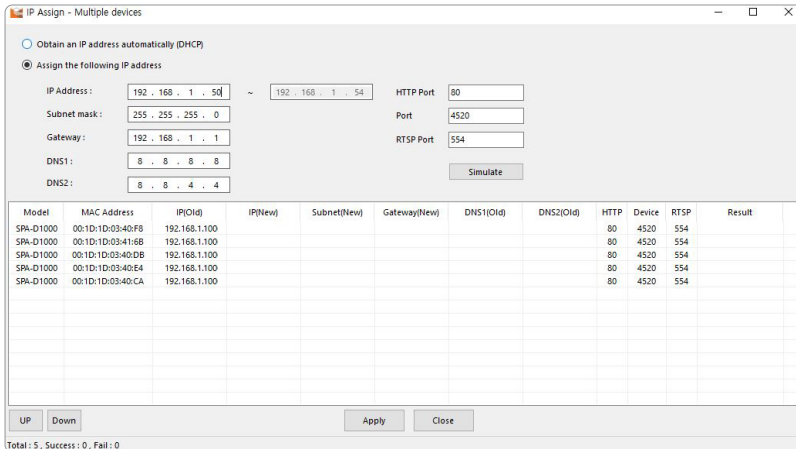 IP Assign - Multiple devices
Obtain an IP address automatically (DHCP)
Assign the following IP address
IP Address : 192 . 168 . 1 . 50 ~ 192 . 168 . 1 . 54 HTTP Port 80
Subnet mask : 255 . 255 . 255 . 0 Port 4520
Gateway : 192 . 168 . 1 . 1 RTSP Port 554
DNS1 : 8 . 8 . 8 . 8
Simulate
DNS2 : 8 . 8 . 4 . 4
Model MAC Address IP(Old) IP(New) Subnet(New) Gateway(New) DNS1(Old) DNS2(Old) HTTP Device RTSP Result
SPA-D1000 00:1D:1D:03:40:F8 192.168.1.100 80 4520 554
SPA-D1000 00:1D:1D:03:41:6B 192.168.1.100 80 4520 554
SPA-D1000 00:1D:1D:03:40:DB 192.168.1.100 80 4520 554
SPA-D1000 00:1D:1D:03:40:E4 192.168.1.100 80 4520 554
SPA-D1000 00:1D:1D:03:40:CA 192.168.1.100 80 4520 554
UP Down Apply Close
Total : 5 , Success : 0 , Fail : 0